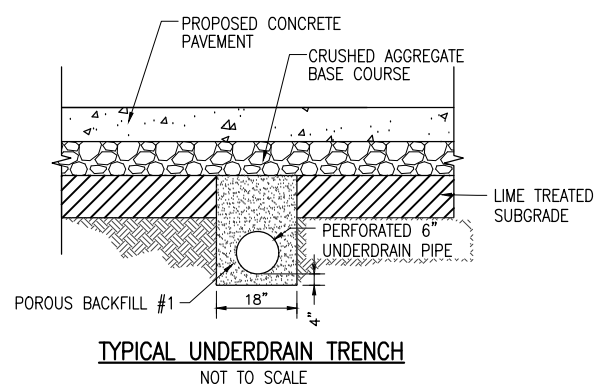 PROPOSED CONCRETE
PAVEMENT
CRUSHED AGGREGATE
BASE COURSE
LIME TREATED
SUBGRADE
PERFORATED 6"
UNDERDRAIN PIPE
POROUS BACKFILL #1
18"
4"
TYPICAL UNDERDRAIN TRENCH
NOT TO SCALE